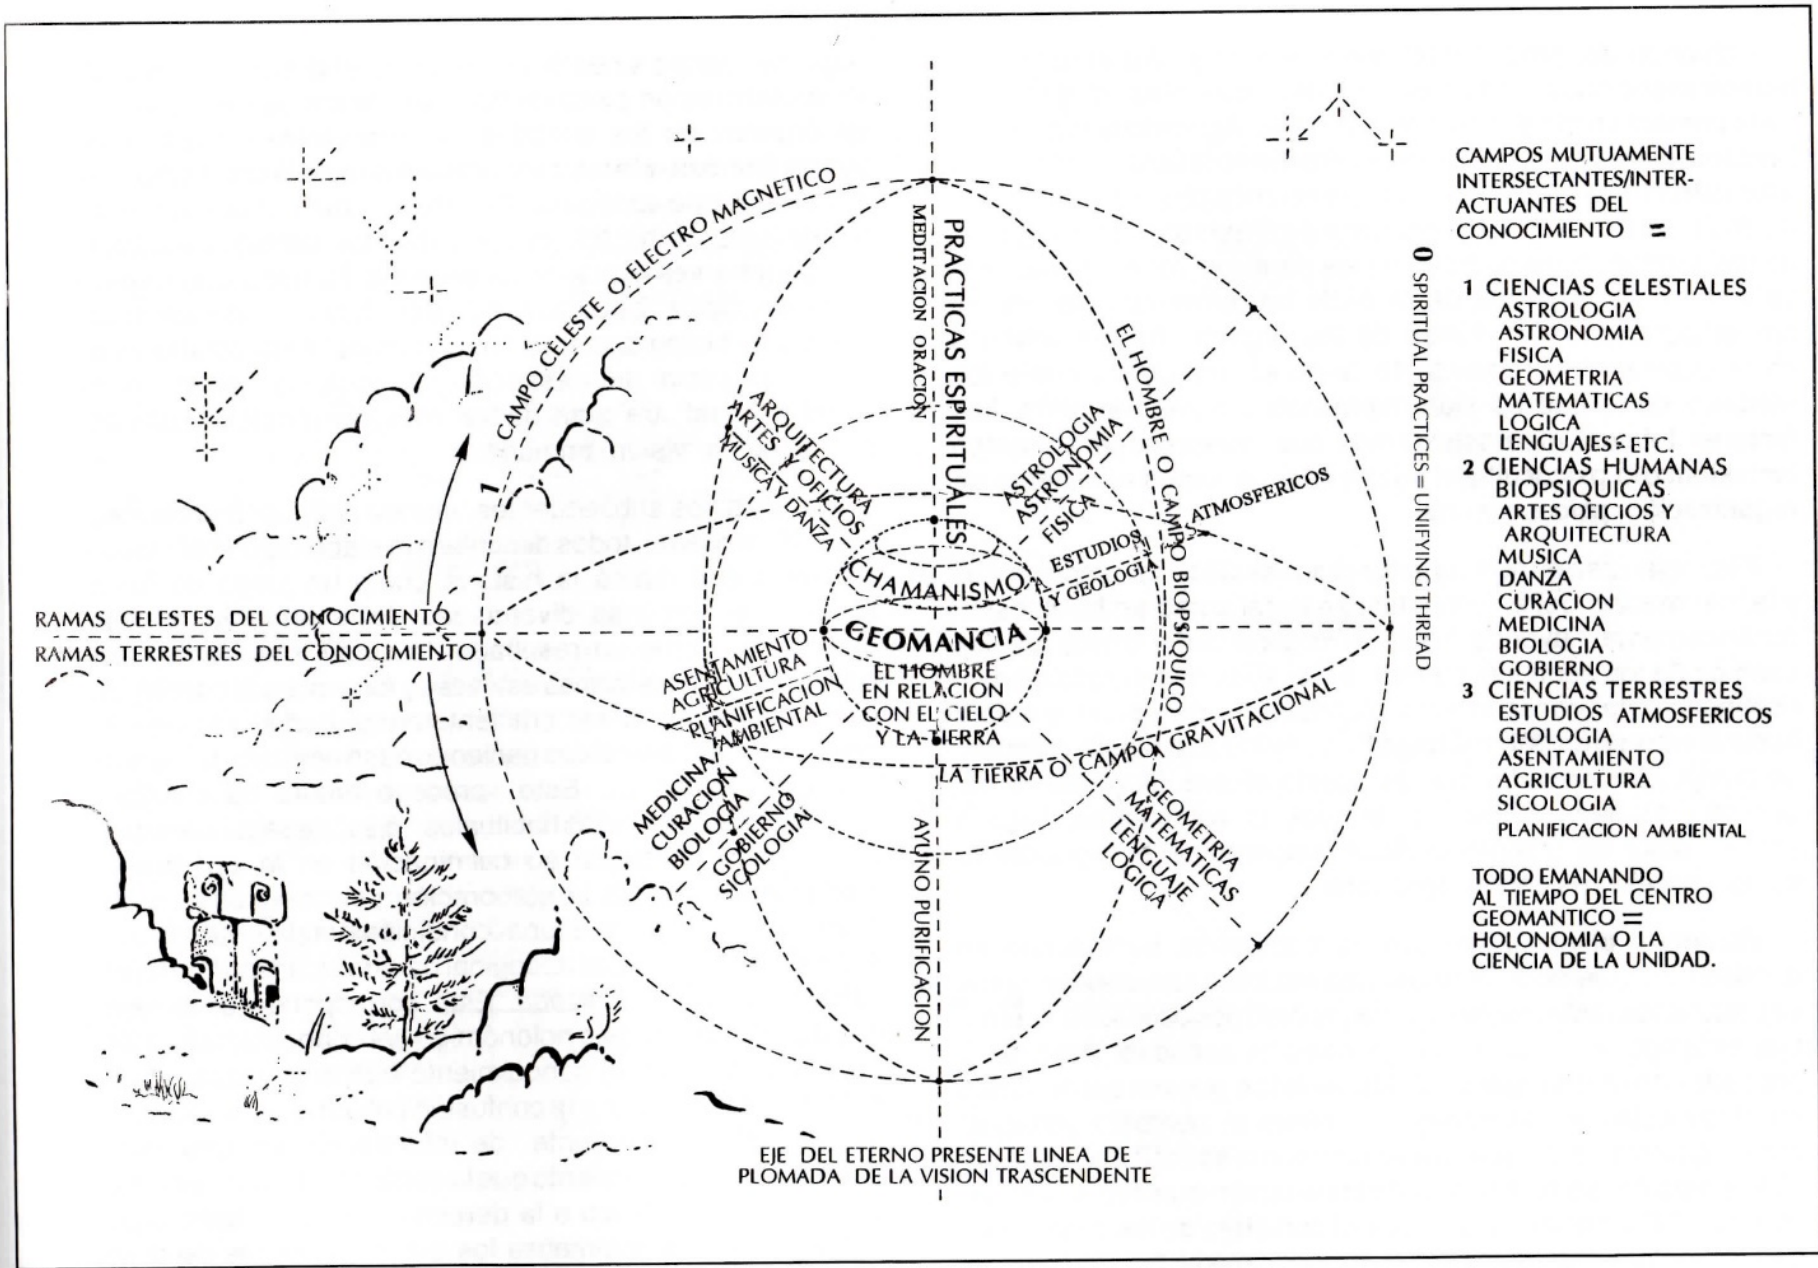 CAMPO CELESTE O ELECTRO MAGNETICO
1
MEDITACION ORACION
PRACTICAS ESPIRITUALES
ARQUITECTURA
ARTES Y OFICIOS
MUSICA Y DANZA
ASTROLOGIA
ASTRONOMIA
FISICA
EL HOMBRE O CAMPO BIOPSIQUICO
ESTUDIOS ATMOSFERICOS
Y GEOLOGIA
CHAMANISMO
GEOMANCIA
EL HOMBRE
EN RELACION
CON EL CIELO
Y LA TIERRA
RAMAS CELESTES DEL CONOCIMIENTO
RAMAS TERRESTRES DEL CONOCIMIENTO
ASENTAMIENTO
AGRICULTURA
PLANIFICACION
AMBIENTAL
LA TIERRA O CAMPO GRAVITACIONAL
MEDICINA
CURACION
BIOLOGIA
GOBIERNO
SICOLOGIA
AYUNO PURIFICACION
GEOMETRIA
MATEMATICAS
LENGUAJE
LOGICA
EJE DEL ETERNO PRESENTE LINEA DE
PLOMADA DE LA VISION TRASCENDENTE
0 SPIRITUAL PRACTICES = UNIFYING THREAD
CAMPOS MUTUAMENTE
INTERSECTANTES/INTER-
ACTUANTES DEL
CONOCIMIENTO =
1 CIENCIAS CELESTIALES
ASTROLOGIA
ASTRONOMIA
FISICA
GEOMETRIA
MATEMATICAS
LOGICA
LENGUAJES ETC.
2 CIENCIAS HUMANAS
BIOPSIQUICAS
ARTES OFICIOS Y
ARQUITECTURA
MUSICA
DANZA
CURACION
MEDICINA
BIOLOGIA
GOBIERNO
3 CIENCIAS TERRESTRES
ESTUDIOS ATMOSFERICOS
GEOLOGIA
ASENTAMIENTO
AGRICULTURA
SICOLOGIA
PLANIFICACION AMBIENTAL
TODO EMANANDO
AL TIEMPO DEL CENTRO
GEOMANTICO =
HOLONOMIA O LA
CIENCIA DE LA UNIDAD.